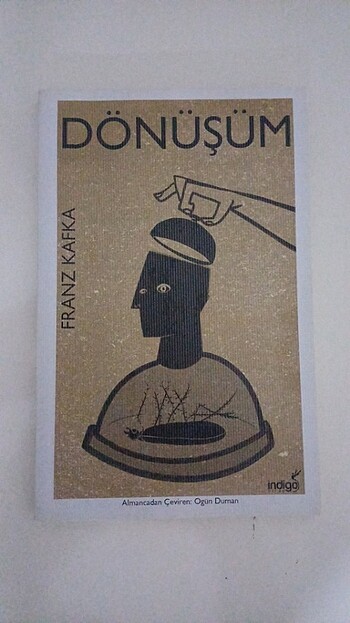 DÖNÜŞÜM
FRANZ KAFKA
indigo
Almancadan Çeviren: Ogün Duman